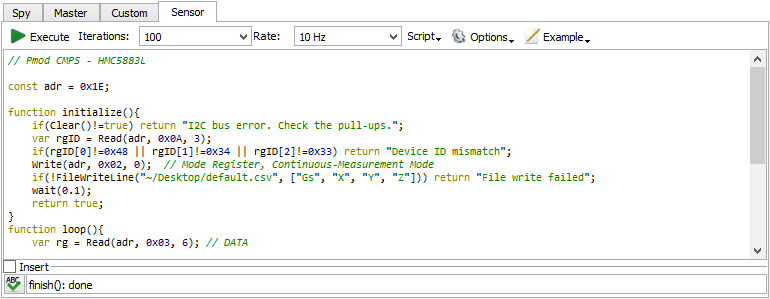 Spy Master Custom Sensor
Execute Iterations: 100 Rate: 10 Hz Script Options Example
// Pmod CMPS - HMC5883L
const adr = 0x1E;
function initialize(){
    if(Clear()!=true) return "I2C bus error. Check the pull-ups.";
    var rgID = Read(adr, 0x0A, 3);
    if(rgID[0]!=0x48 || rgID[1]!=0x34 || rgID[2]!=0x33) return "Device ID mismatch";
    Write(adr, 0x02, 0);  // Mode Register, Continuous-Measurement Mode
    if(!FileWriteLine("~/Desktop/default.csv", ["Gs", "X", "Y", "Z"])) return "File write failed";
    wait(0.1);
    return true;
}
function loop(){
    var rg = Read(adr, 0x03, 6); // DATA
Insert
ABC finish(): done